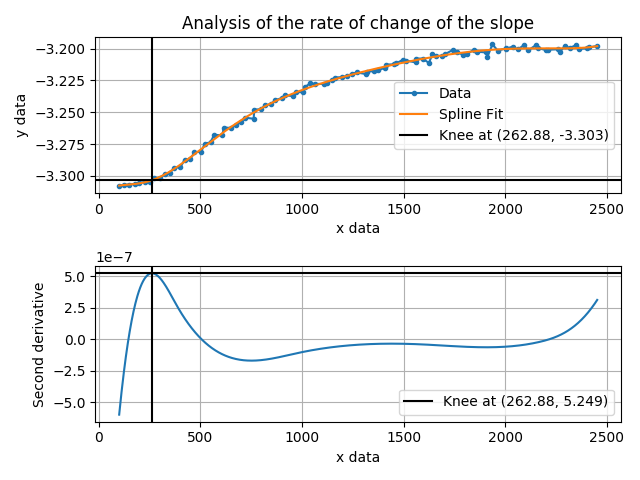 Analysis of the rate of change of the slope
−3.200
−3.225
−3.250
−3.275
−3.300
y data
Data
Spline Fit
Knee at (262.88, -3.303)
0 500 1000 1500 2000 2500
x data
1e−7
5.0
2.5
0.0
−2.5
−5.0
Second derivative
Knee at (262.88, 5.249)
0 500 1000 1500 2000 2500
x data